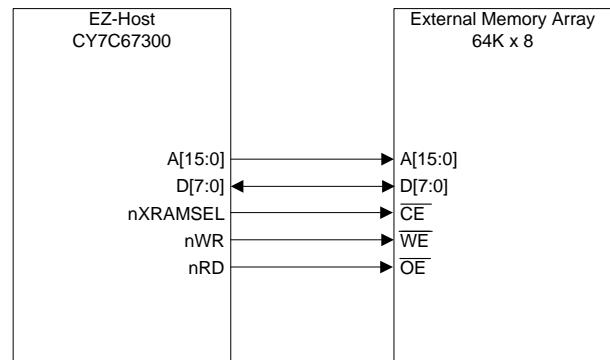 EZ-Host
CY7C67300
External Memory Array
64K x 8
A[15:0]
A[15:0]
D[7:0]
D[7:0]
nXRAMSEL
CE
nWR
WE
nRD
OE